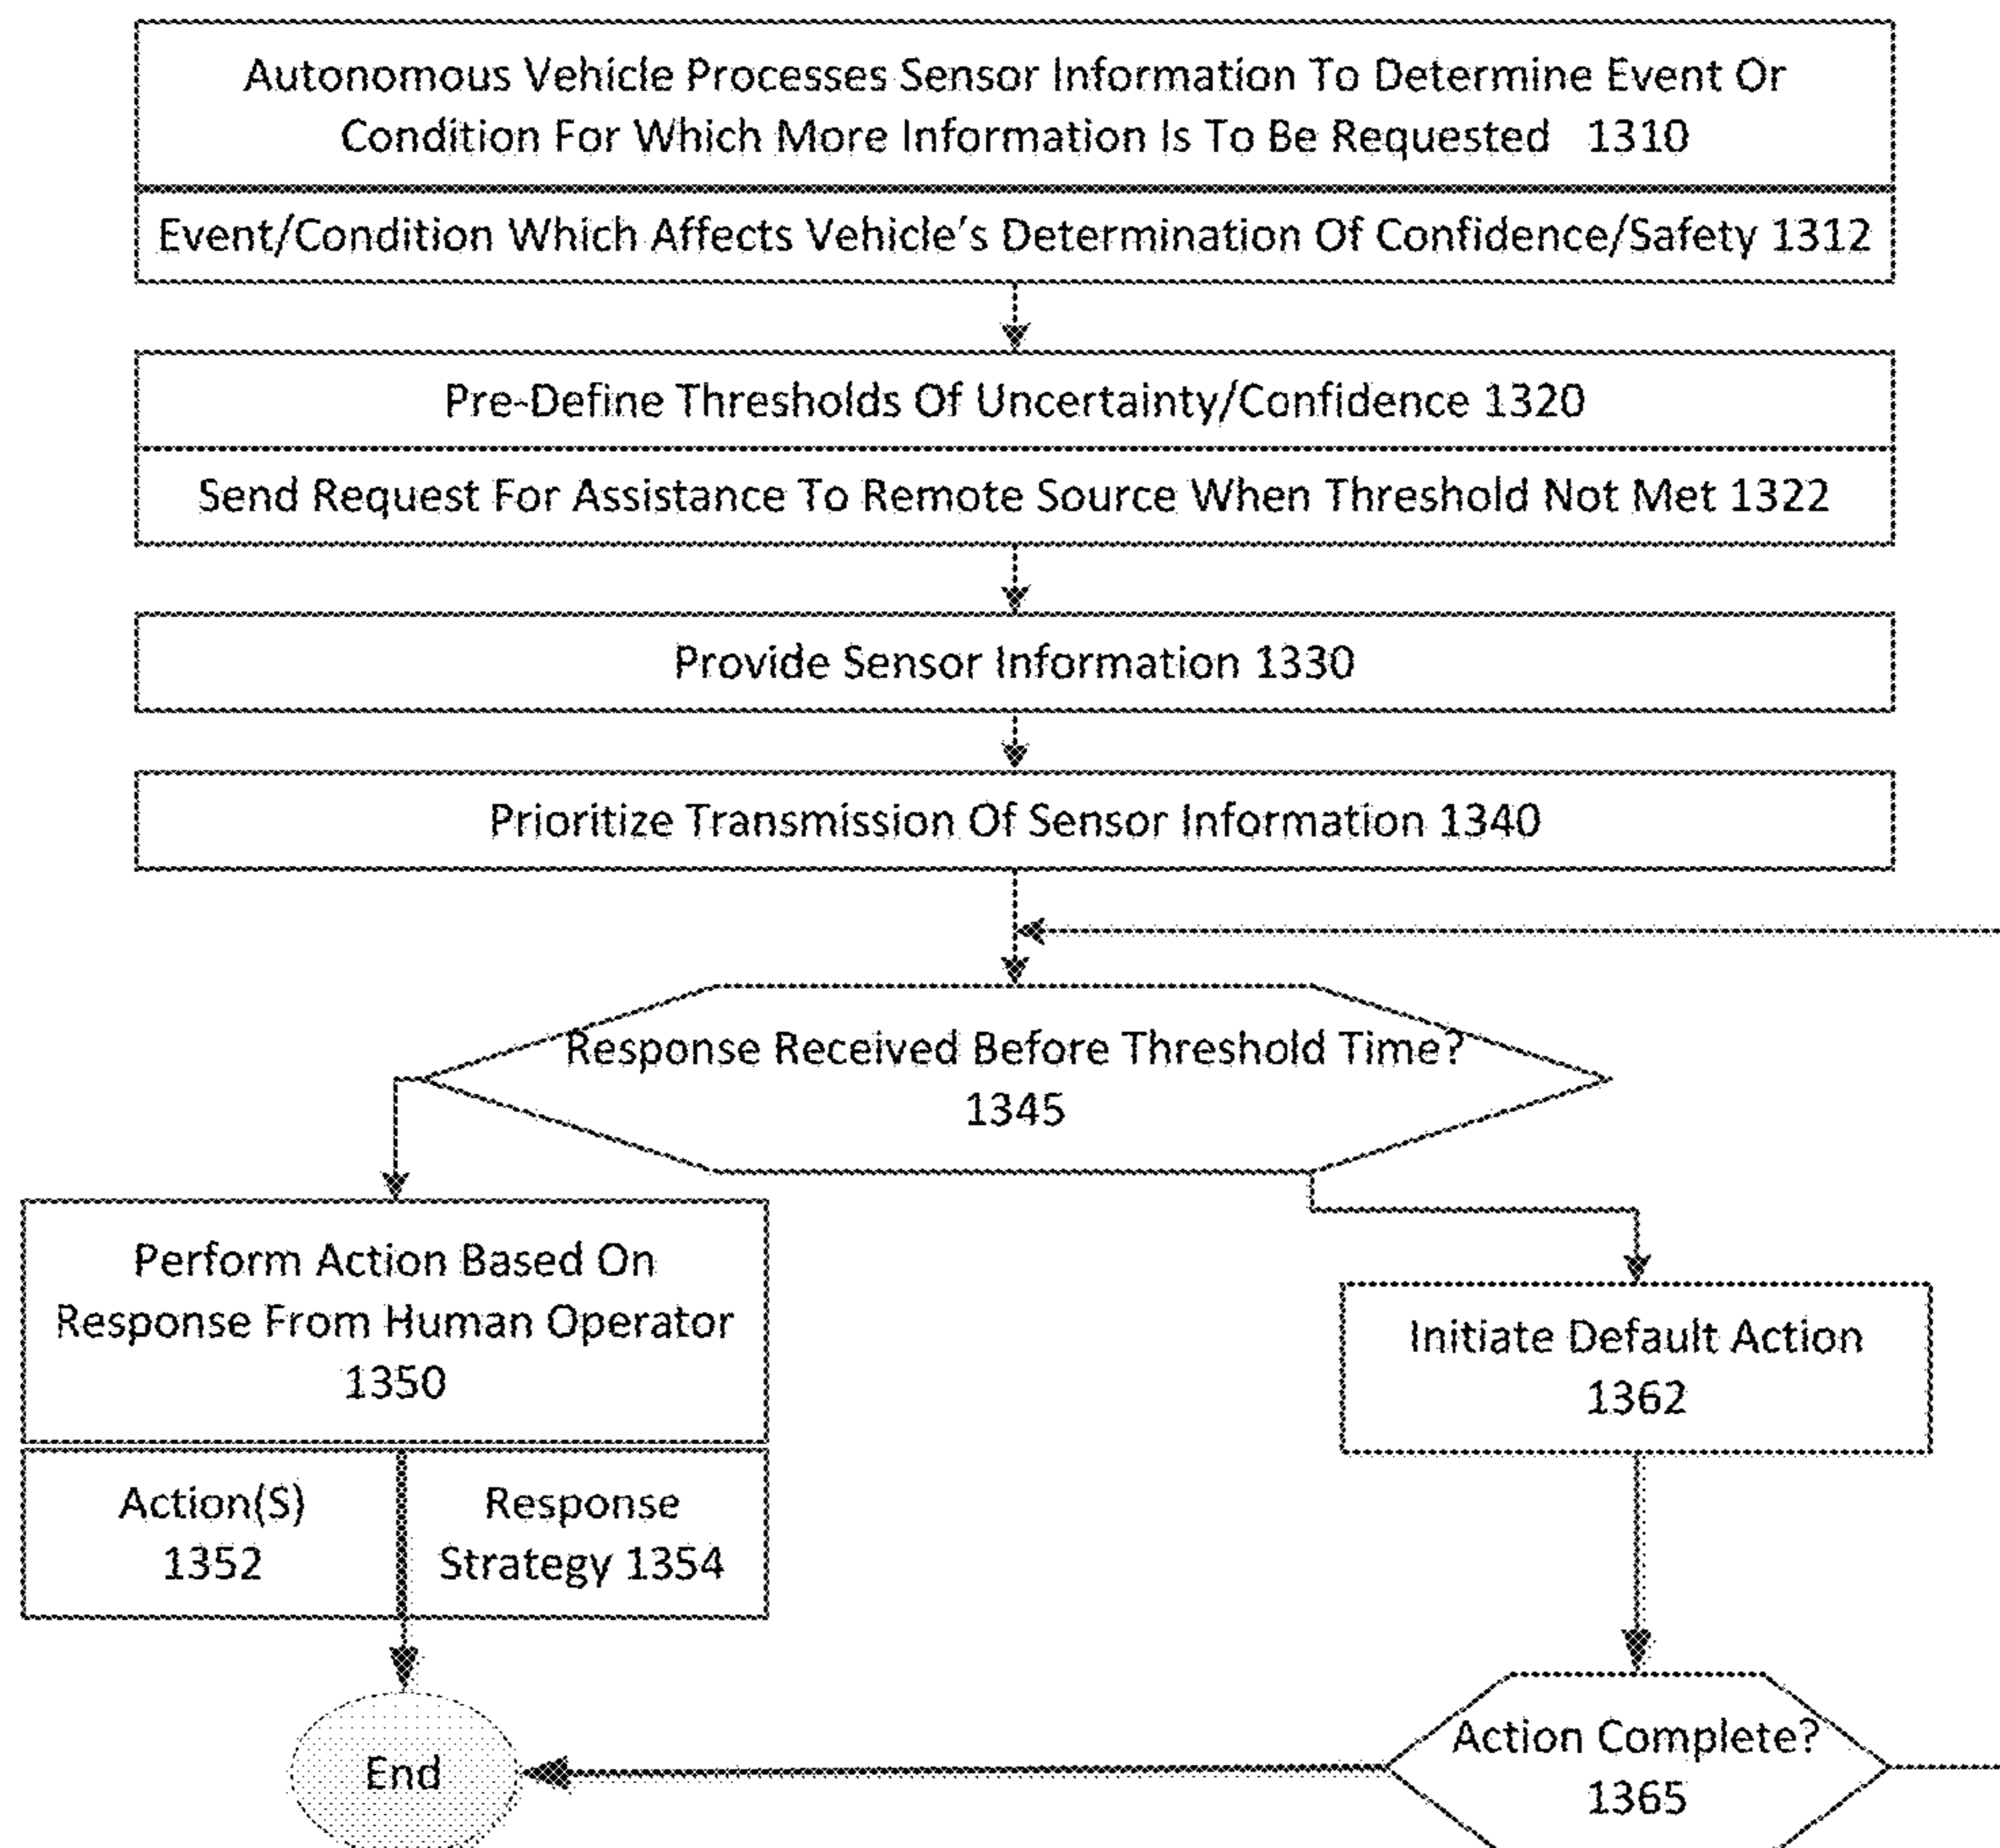 Autonomous Vehicle Processes Sensor Information To Determine Event Or
Condition For Which More Information Is To Be Requested 1310
Event/Condition Which Affects Vehicle's Determination Of Confidence/Safety 1312
Pre-Define Thresholds Of Uncertainty/Confidence 1320
Send Request For Assistance To Remote Source When Threshold Not Met 1322
Provide Sensor Information 1330
Prioritize Transmission Of Sensor Information 1340
Response Received Before Threshold Time?
1345
Perform Action Based On
Response From Human Operator
1350
Initiate Default Action
1362
Action(S)
1352
Response
Strategy 1354
End
Action Complete?
1365